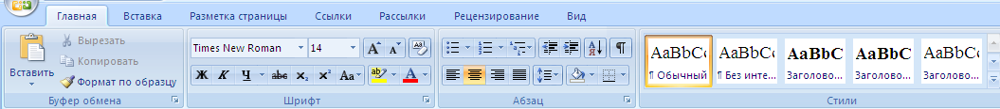 Главная Вставка Разметка страницы Ссылки Рассылки Рецензирование Вид
Вставить
Вырезать
Копировать
Формат по образцу
Буфер обмена
Times New Roman 14 A A Aa
Ж К Ч abc x₂ x² Aa ab A
Шрифт
А Я ¶
Абзац
AaBbCc AaBbCc AaBbC AaBbC AaBbCc
¶ Обычный ¶ Без инте... Заголово... Заголово... Заголово...
Стили